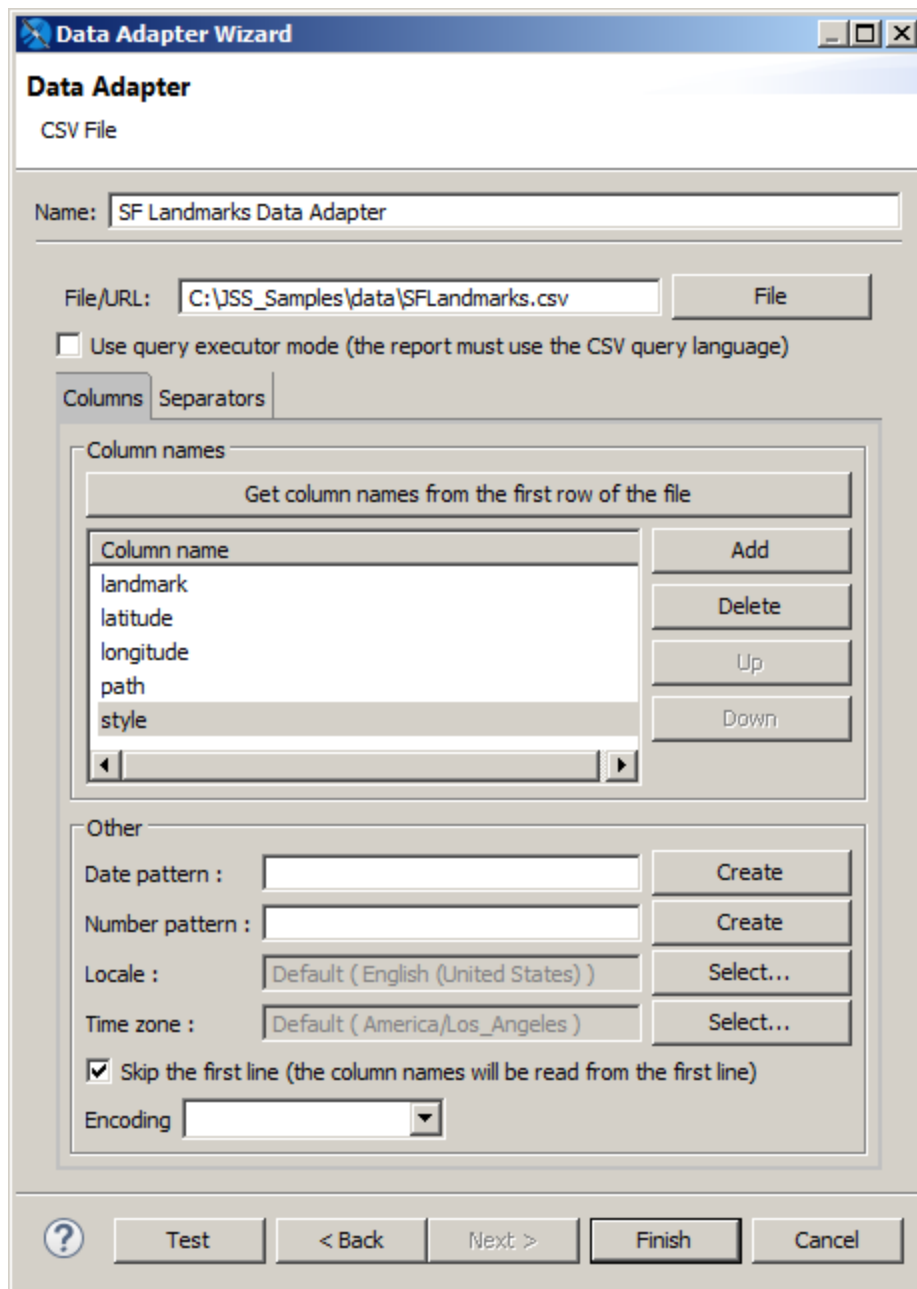 Data Adapter Wizard
Data Adapter
CSV File
Name: SF Landmarks Data Adapter
File/URL: C:\JSS_Samples\data\SFLandmarks.csv File
Use query executor mode (the report must use the CSV query language)
Columns Separators
Column names
Get column names from the first row of the file
Column name Add
landmark
latitude Delete
longitude Up
path
style Down
Other
Date pattern : Create
Number pattern : Create
Locale : Default ( English (United States) ) Select...
Time zone : Default ( America/Los_Angeles ) Select...
Skip the first line (the column names will be read from the first line)
Encoding
? Test < Back Next > Finish Cancel